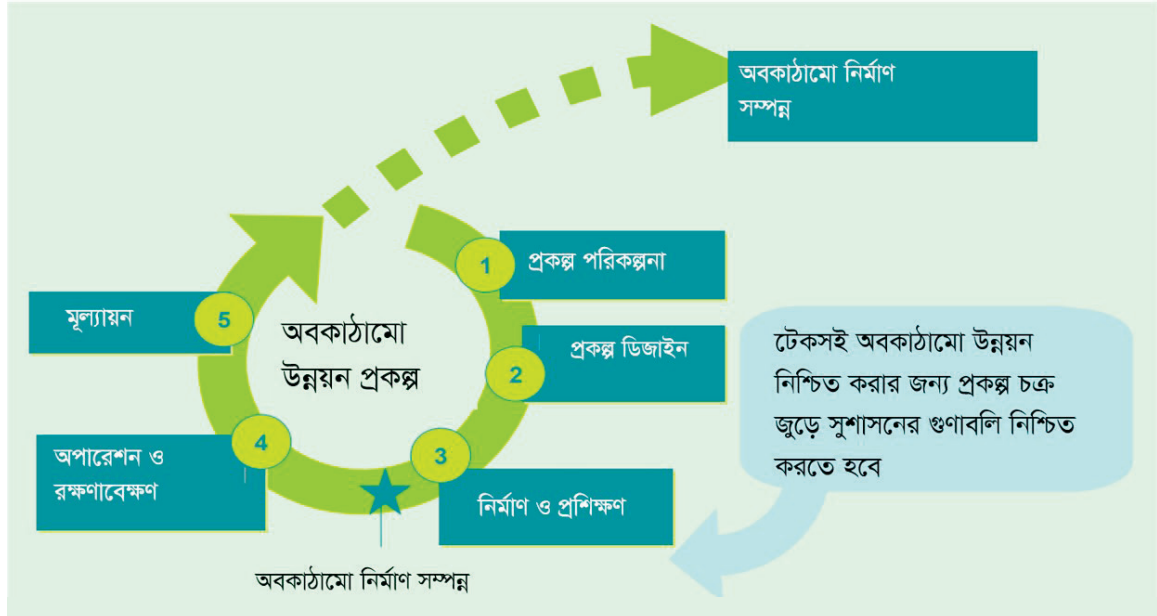 অবকাঠামো নির্মাণ
সম্পন্ন
1
প্রকল্প পরিকল্পনা
2
প্রকল্প ডিজাইন
3
নির্মাণ ও প্রশিক্ষণ
অবকাঠামো নির্মাণ সম্পন্ন
4
অপারেশন ও
রক্ষণাবেক্ষণ
5
মূল্যায়ন
অবকাঠামো
উন্নয়ন প্রকল্প
টেকসই অবকাঠামো উন্নয়ন
নিশ্চিত করার জন্য প্রকল্প চক্র
জুড়ে সুশাসনের গুণাবলি নিশ্চিত
করতে হবে